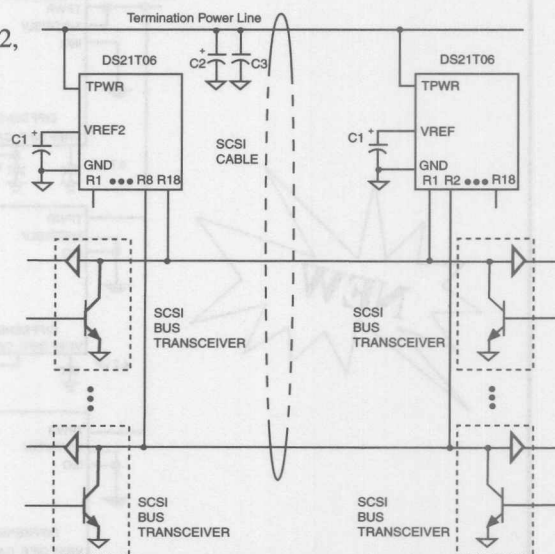 2,
Termination Power Line
DS21T06
TPWR
VREF2
GND
R1 ●●● R8 R18
C1 +
+
C2
C3
SCSI
CABLE
DS21T06
TPWR
VREF
GND
R1 R2 ●●● R18
C1 +
SCSI
BUS
TRANSCEIVER
SCSI
BUS
TRANSCEIVER
NEW
SCSI
BUS
TRANSCEIVER
SCSI
BUS
TRANSCEIVER